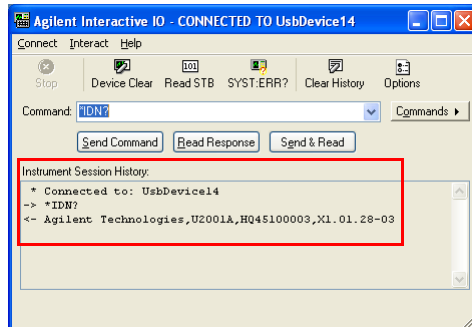 Agilent Interactive IO - CONNECTED TO UsbDevice14
Connect Interact Help
Stop Device Clear Read STB SYST:ERR? Clear History Options
Command: *IDN? Commands
Send Command Read Response Send & Read
Instrument Session History:
* Connected to: UsbDevice14
-> *IDN?
<- Agilent Technologies,U2001A,HQ45100003,X1.01.28-03